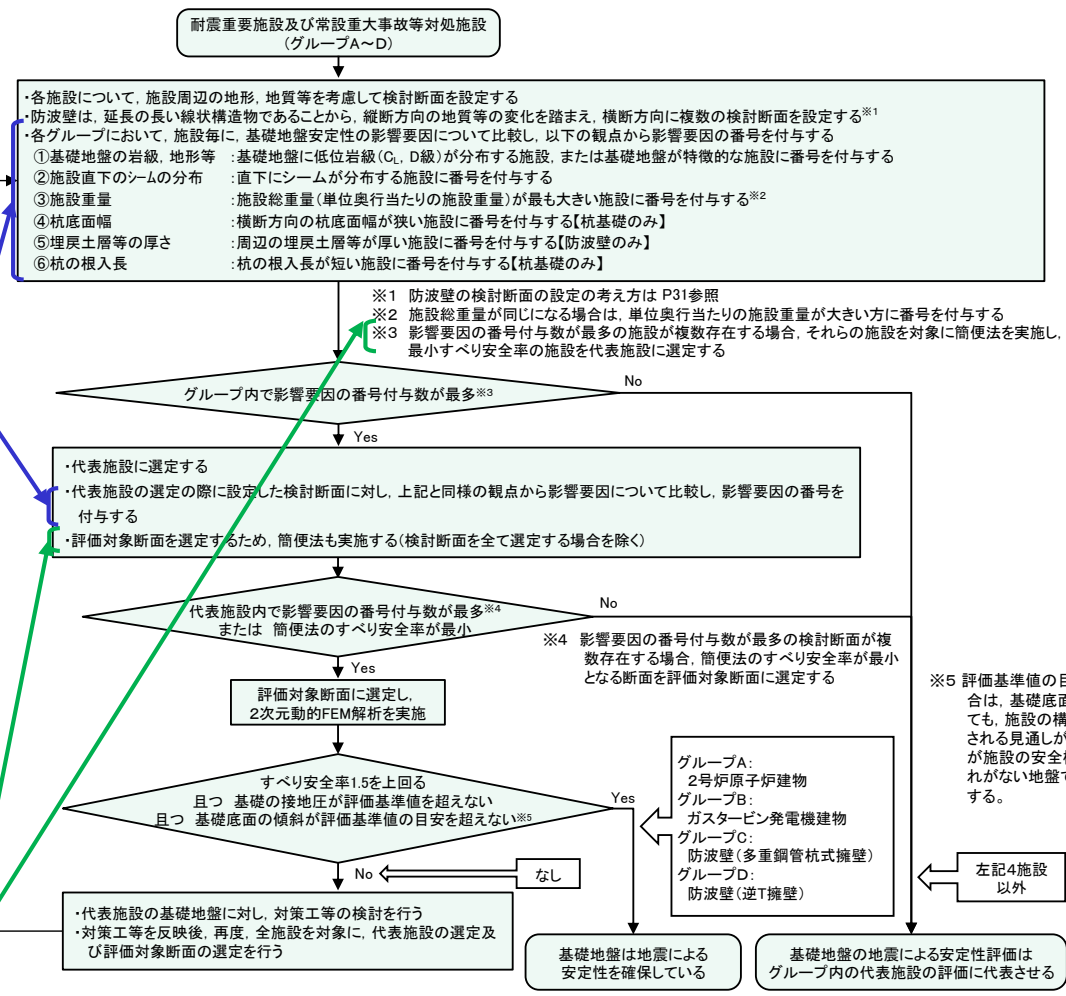 耐震重要施設及び常設重大事故等対処施設
(グループA～D)
・各施設について，施設周辺の地形，地質等を考慮して検討断面を設定する
・防波壁は，延長の長い線状構造物であることから，縦断方向の地質等の変化を踏まえ，横断方向に複数の検討断面を設定する※1
・各グループにおいて，施設毎に，基礎地盤安定性の影響要因について比較し，以下の観点から影響要因の番号を付与する
①基礎地盤の岩級，地形等　：基礎地盤に低位岩級(CL，D級)が分布する施設，または基礎地盤が特徴的な施設に番号を付与する
②施設直下のシームの分布　：直下にシームが分布する施設に番号を付与する
③施設重量　：施設総重量(単位奥行当たりの施設重量)が最も大きい施設に番号を付与する※2
④杭底面幅　：横断方向の杭底面幅が狭い施設に番号を付与する【杭基礎のみ】
⑤埋戻土層等の厚さ　：周辺の埋戻土層等が厚い施設に番号を付与する【防波壁のみ】
⑥杭の根入長　：杭の根入長が短い施設に番号を付与する【杭基礎のみ】
※1　防波壁の検討断面の設定の考え方は P31参照
※2　施設総重量が同じになる場合は，単位奥行当たりの施設重量が大きい方に番号を付与する
※3　影響要因の番号付与数が最多の施設が複数存在する場合，それらの施設を対象に簡便法を実施し，
最小すべり安全率の施設を代表施設に選定する
グループ内で影響要因の番号付与数が最多※3
No
Yes
・代表施設に選定する
・代表施設の選定の際に設定した検討断面に対し，上記と同様の観点から影響要因について比較し，影響要因の番号を
付与する
・評価対象断面を選定するため，簡便法も実施する(検討断面を全て選定する場合を除く)
代表施設内で影響要因の番号付与数が最多※4
または 簡便法のすべり安全率が最小
No
Yes
※4　影響要因の番号付与数が最多の検討断面が複
数存在する場合，簡便法のすべり安全率が最小
となる断面を評価対象断面に選定する
評価対象断面に選定し，
2次元動的FEM解析を実施
※5 評価基準値の目
合は，基礎底面
ても，施設の構
される見通しが
が施設の安全機
れがない地盤で
する。
すべり安全率1.5を上回る
且つ 基礎の接地圧が評価基準値を超えない
且つ 基礎底面の傾斜が評価基準値の目安を超えない※5
Yes
No
なし
グループA：
2号炉原子炉建物
グループB：
ガスタービン発電機建物
グループC：
防波壁(多重鋼管杭式擁壁)
グループD：
防波壁(逆T擁壁)
左記4施設
以外
・代表施設の基礎地盤に対し，対策工等の検討を行う
・対策工等を反映後，再度，全施設を対象に，代表施設の選定及
び評価対象断面の選定を行う
基礎地盤は地震による
安定性を確保している
基礎地盤の地震による安定性評価は
グループ内の代表施設の評価に代表させる